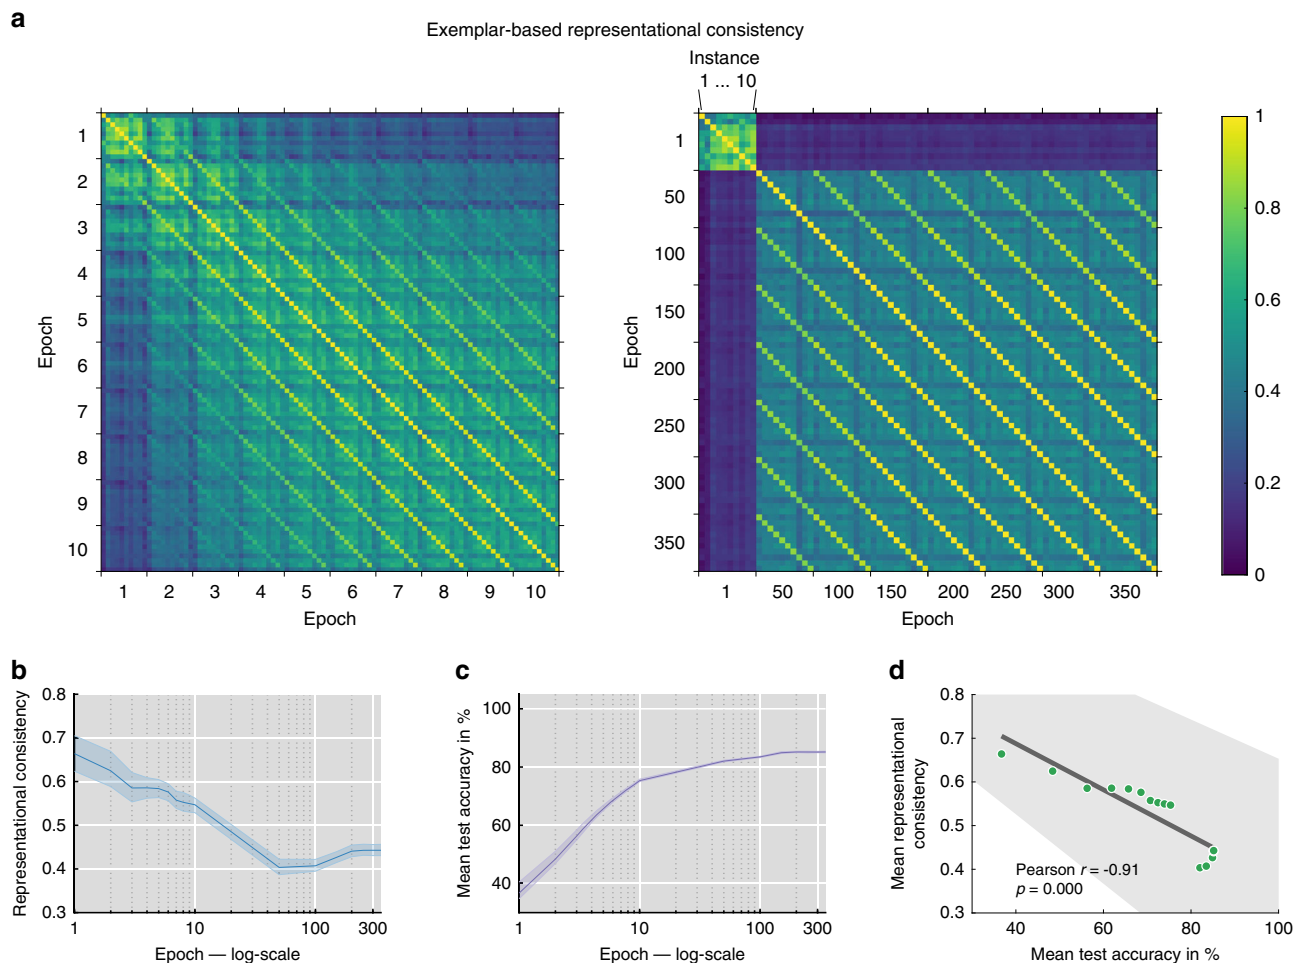 a
Exemplar-based representational consistency
Instance
1 ... 10
Epoch
1
2
3
4
5
6
7
8
9
10
1 2 3 4 5 6 7 8 9 10
Epoch
Epoch
1
50
100
150
200
250
300
350
1 50 100 150 200 250 350
Epoch
1
0.8
0.6
0.4
0.2
0
b
Representational consistency
0.8
0.7
0.6
0.5
0.4
0.3
1 10 100 300
Epoch — log-scale
c
Mean test accuracy in %
100
80
60
40
1 10 100 300
Epoch — log-scale
d
Mean representational
consistency
0.8
0.7
0.6
0.5
0.4
0.3
Pearson r = -0.91
p = 0.000
40 60 80 100
Mean test accuracy in %